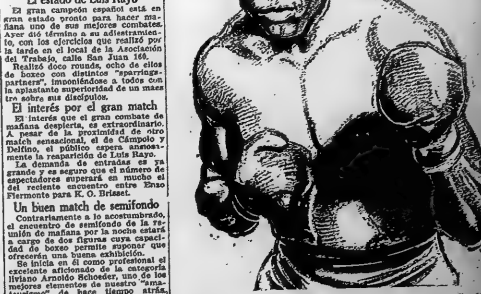 El estado de Luis Rayo
El gran campeón español está en
gran estado pronto para hacer ma-
ñana uno de sus mejores combates.
Ayer dió término a su adiestramien-
to, con los ejercicios que realizó por
la tarde en el local de la Asociación
del Trabajo, calle San Juan 160.
Realizó doco rounds, ocho de ellos
de boxeo con distintos "sparrings-
partners", imponiéndose a todos con
la aplastante superioridad de un maes
tro sobre sus discípulos.
El interés por el gran match
El interés que el gran combate de
mañana despierta, es extraordinario.
A pesar de la proximidad de otro
match sensacional, el de Cámpolo y
Delfino, el público espera ansiosa-
mente la reaparición de Luis Rayo.
La demanda de entradas es ya
grande y es seguro que el número de
espectadores superará en mucho el
del reciente encuentro entre Enzo
Fiermonte para K. O. Brisset.
Un buen match de semifondo
Contrariamente a lo acostumbrado,
el encuentro de semifondo de la re-
unión de mañana por la noche estará
a cargo de dos figuras cuya capaci-
dad de boxeo permite suponer que
ofrecerán una buena exhibición.
Se inicia en él como profesional el
excelente aficionado de la categoría
liviano Arnoldo Schoeder, uno de los
mejores elementos de nuestro "ama-
de hace tiempo atrás.